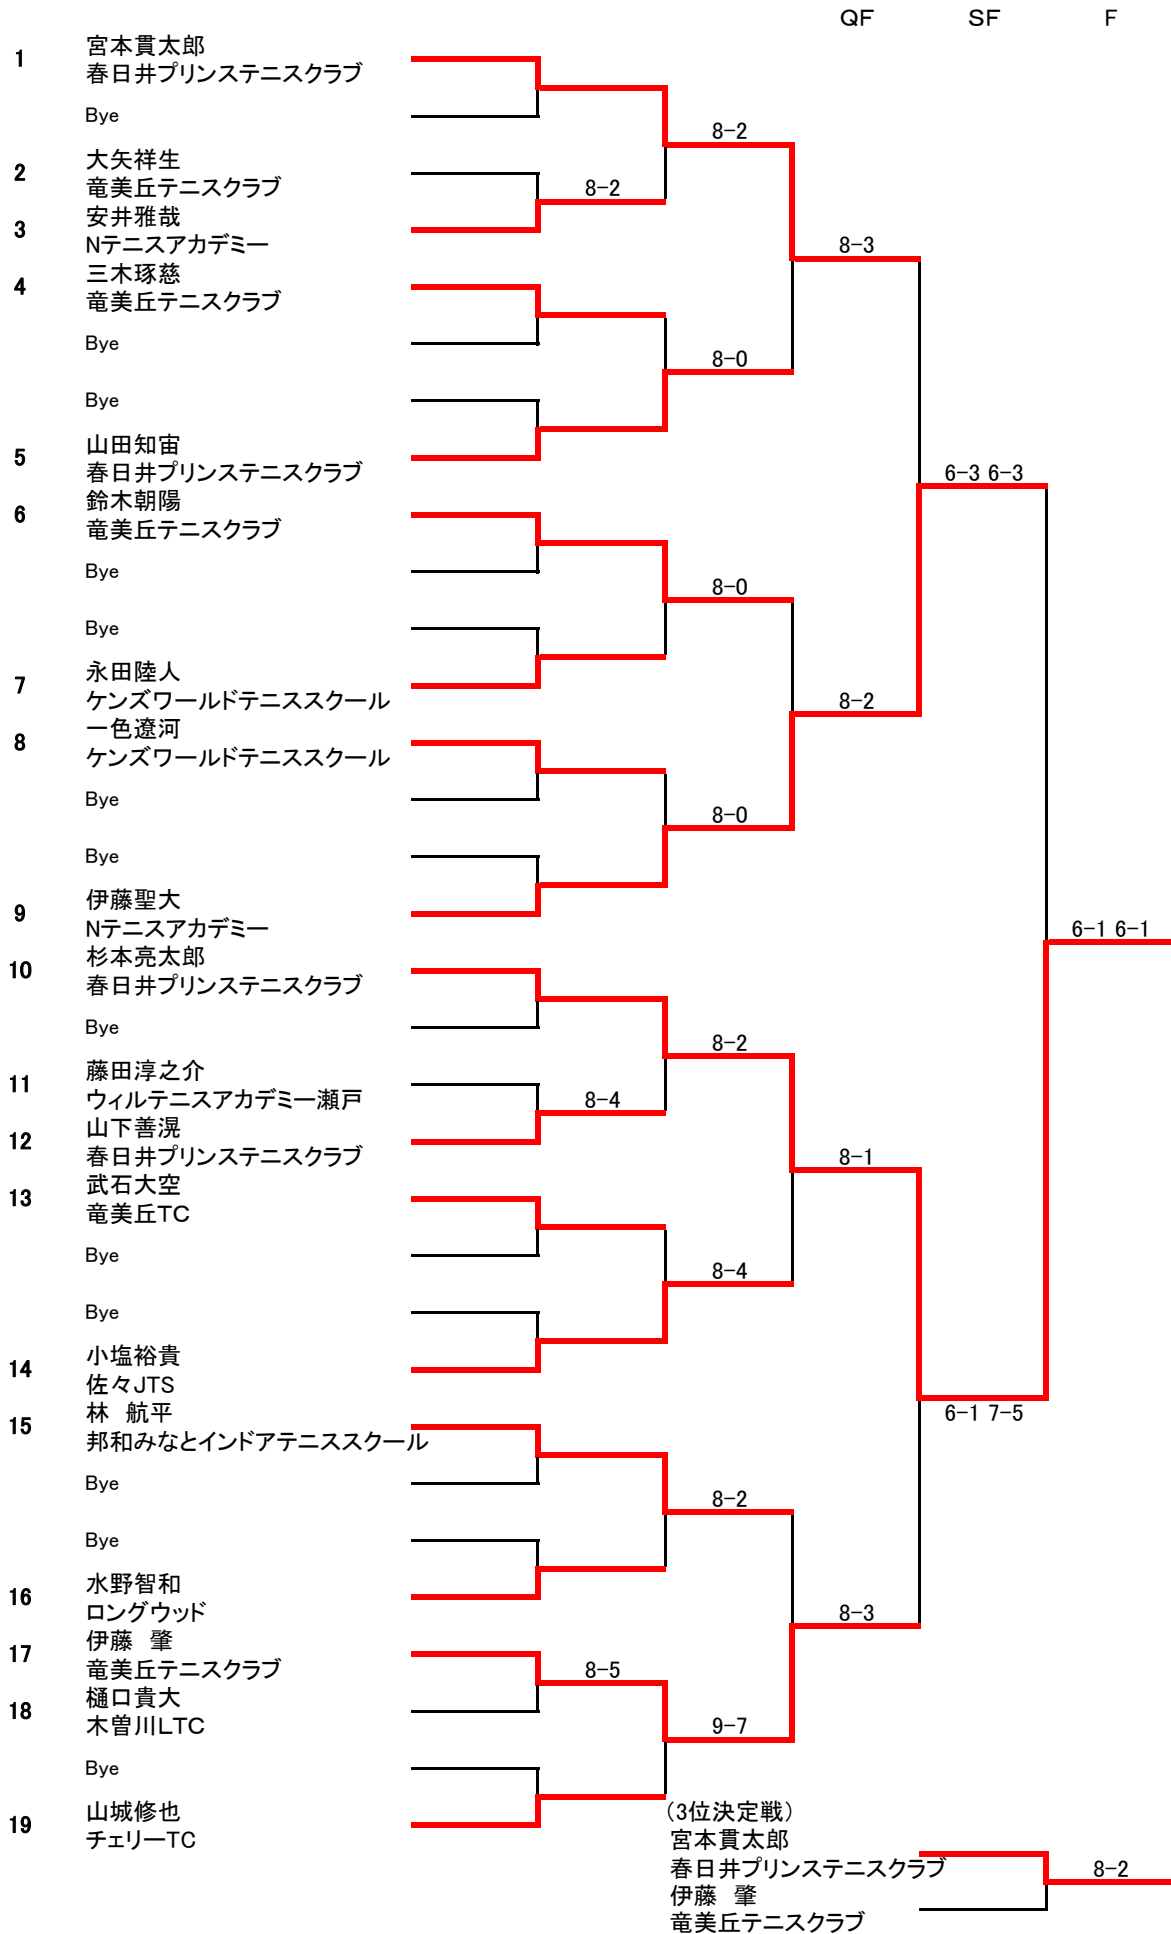 QF SF F
1 宮本貫太郎
春日井プリンステニスクラブ
Bye
8-2
2 大矢祥生
竜美丘テニスクラブ
8-2
3 安井雅哉
Nテニスアカデミー
8-3
4 三木琢慈
竜美丘テニスクラブ
Bye
8-0
Bye
5 山田知宙
春日井プリンステニスクラブ
6-3 6-3
6 鈴木朝陽
竜美丘テニスクラブ
Bye
8-0
Bye
7 永田陸人
ケンズワールドテニススクール
8-2
8 一色遼河
ケンズワールドテニススクール
Bye
8-0
Bye
9 伊藤聖大
Nテニスアカデミー
6-1 6-1
10 杉本亮太郎
春日井プリンステニスクラブ
Bye
8-2
11 藤田淳之介
ウィルテニスアカデミー瀬戸
8-4
12 山下善滉
春日井プリンステニスクラブ
8-1
13 武石大空
竜美丘TC
Bye
8-4
Bye
14 小塩裕貴
佐々JTS
6-1 7-5
15 林 航平
邦和みなとインドアテニススクール
Bye
8-2
Bye
16 水野智和
ロングウッド
8-3
17 伊藤 肇
竜美丘テニスクラブ
8-5
18 樋口貴大
木曽川LTC
9-7
Bye
19 山城修也
チェリーTC
(3位決定戦)
宮本貫太郎
春日井プリンステニスクラブ
8-2
伊藤 肇
竜美丘テニスクラブ